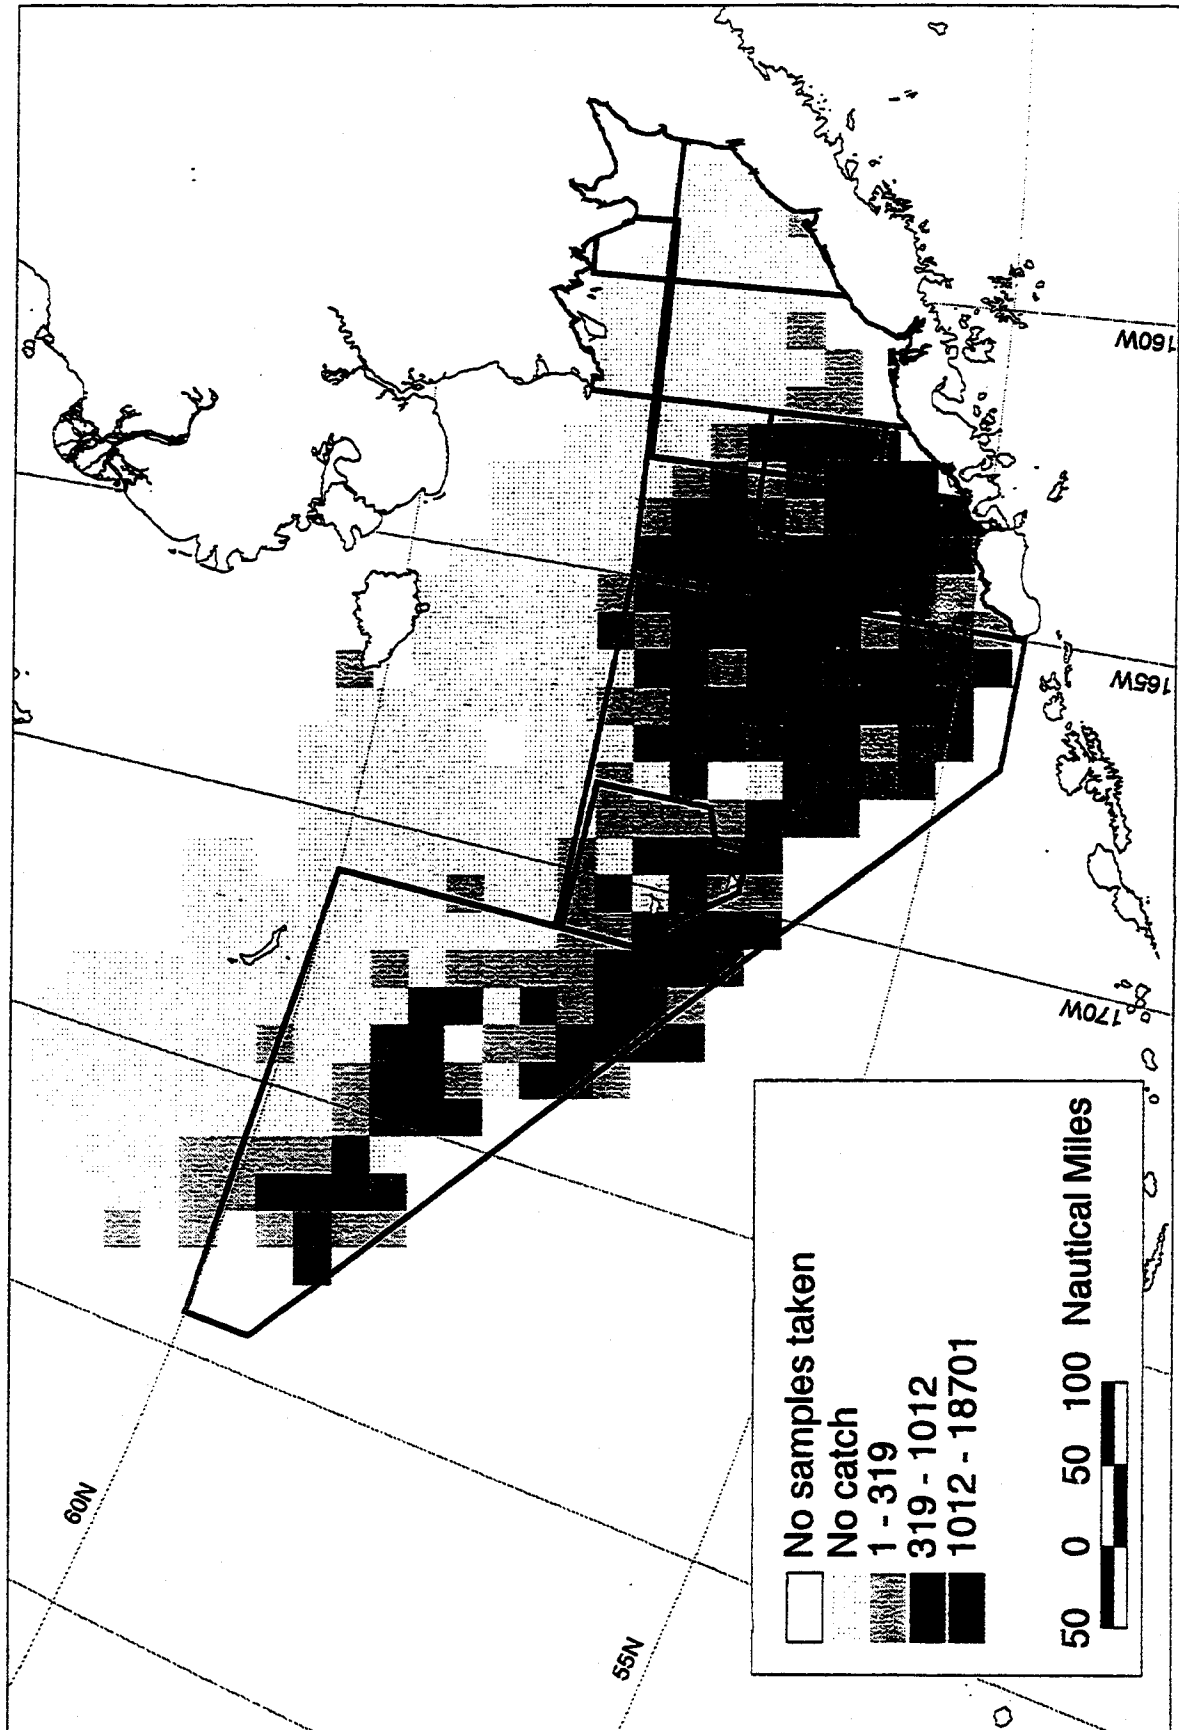 60N
55N
160W
165W
170W
No samples taken
No catch
1 - 319
319 - 1012
1012 - 18701
50 0 50 100 Nautical Miles